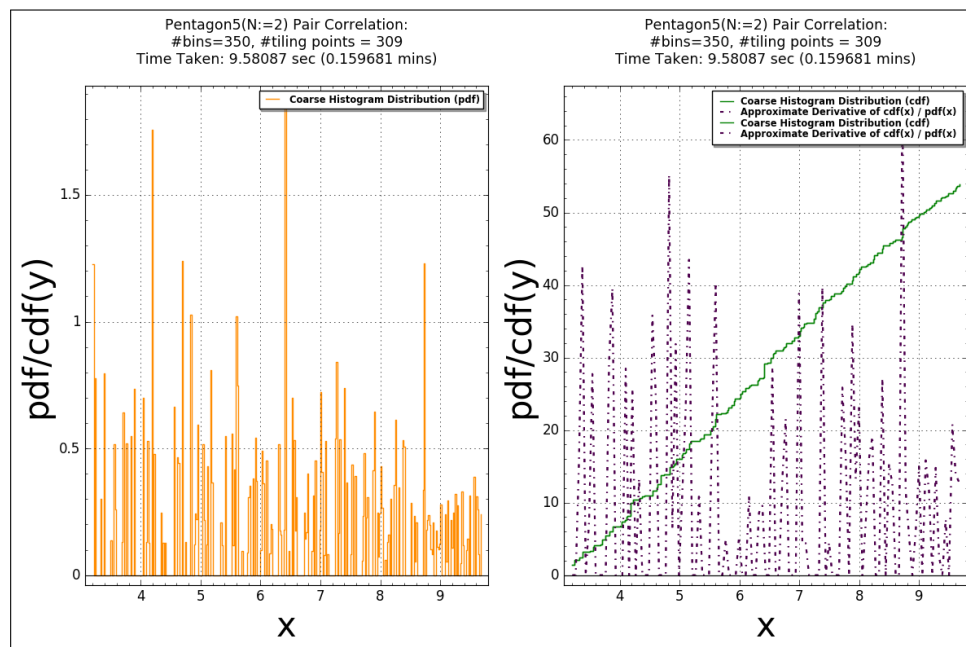 Pentagon5(N:=2) Pair Correlation:
#bins=350, #tiling points = 309
Time Taken: 9.58087 sec (0.159681 mins)
Coarse Histogram Distribution (pdf)
pdf/cdf(y)
1.5
1
0.5
0
4 5 6 7 8 9
x
Pentagon5(N:=2) Pair Correlation:
#bins=350, #tiling points = 309
Time Taken: 9.58087 sec (0.159681 mins)
Coarse Histogram Distribution (cdf)
Approximate Derivative of cdf(x) / pdf(x)
Coarse Histogram Distribution (cdf)
Approximate Derivative of cdf(x) / pdf(x)
pdf/cdf(y)
60
50
40
30
20
10
0
4 5 6 7 8 9
x